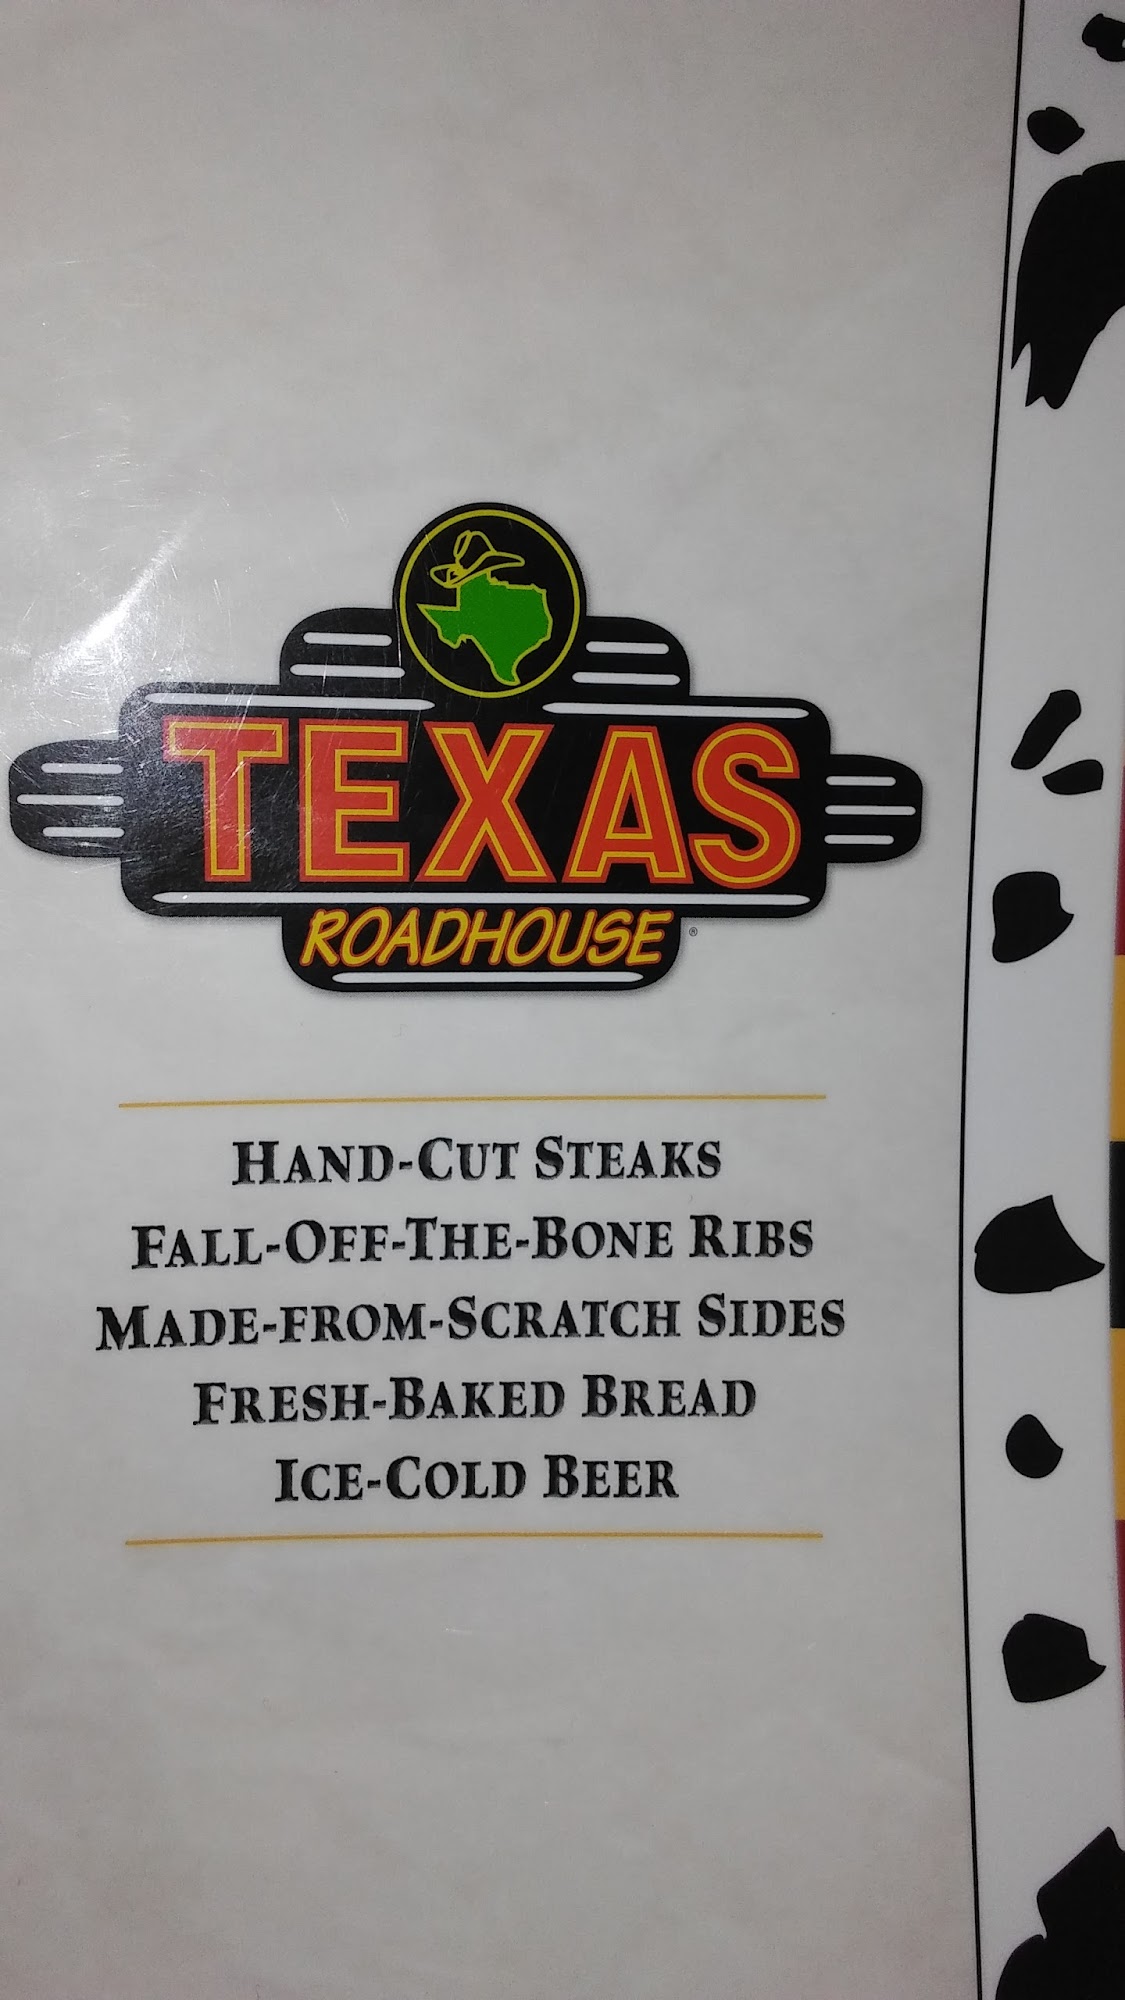 TEXAS
ROADHOUSE®
HAND-CUT STEAKS
FALL-OFF-THE-BONE RIBS
MADE-FROM-SCRATCH SIDES
FRESH-BAKED BREAD
ICE-COLD BEER